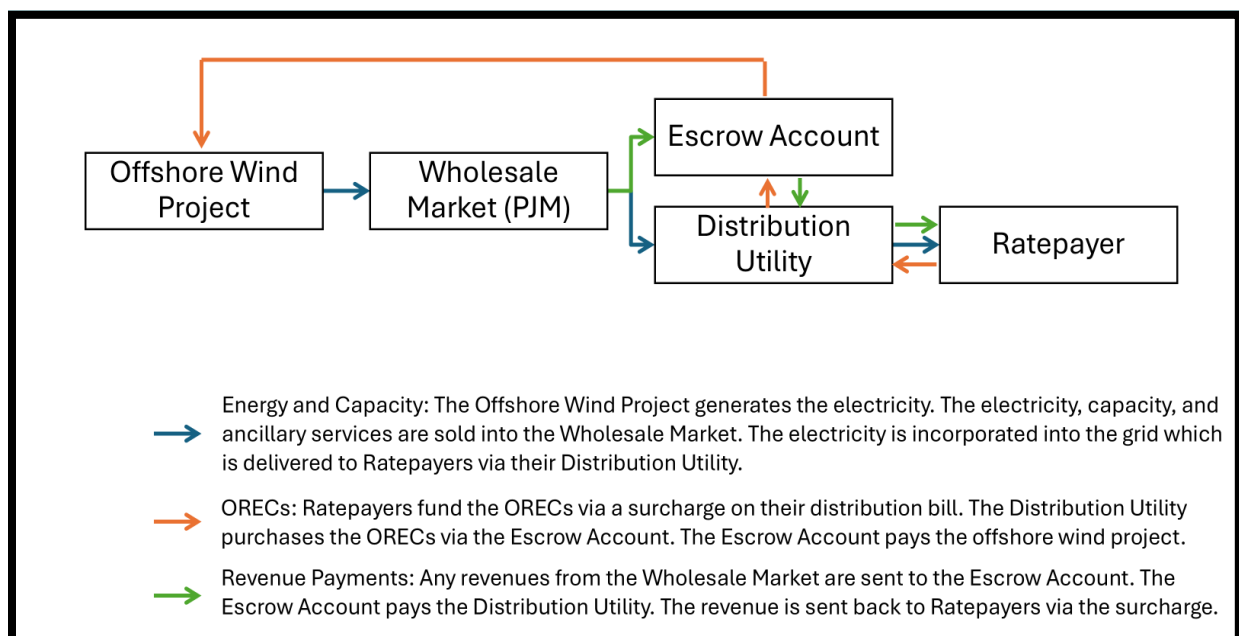 Offshore Wind
Project
Wholesale
Market (PJM)
Escrow Account
Distribution
Utility
Ratepayer
Energy and Capacity: The Offshore Wind Project generates the electricity. The electricity, capacity, and
ancillary services are sold into the Wholesale Market. The electricity is incorporated into the grid which
is delivered to Ratepayers via their Distribution Utility.
ORECs: Ratepayers fund the ORECs via a surcharge on their distribution bill. The Distribution Utility
purchases the ORECs via the Escrow Account. The Escrow Account pays the offshore wind project.
Revenue Payments: Any revenues from the Wholesale Market are sent to the Escrow Account. The
Escrow Account pays the Distribution Utility. The revenue is sent back to Ratepayers via the surcharge.